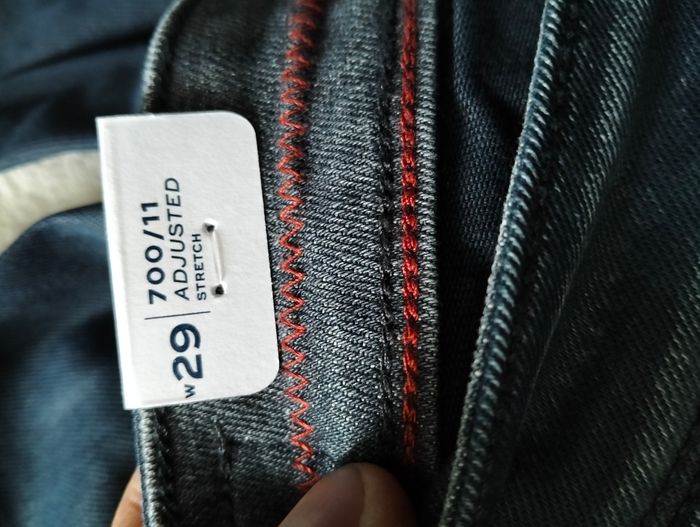 W29
700/11
ADJUSTED
STRETCH